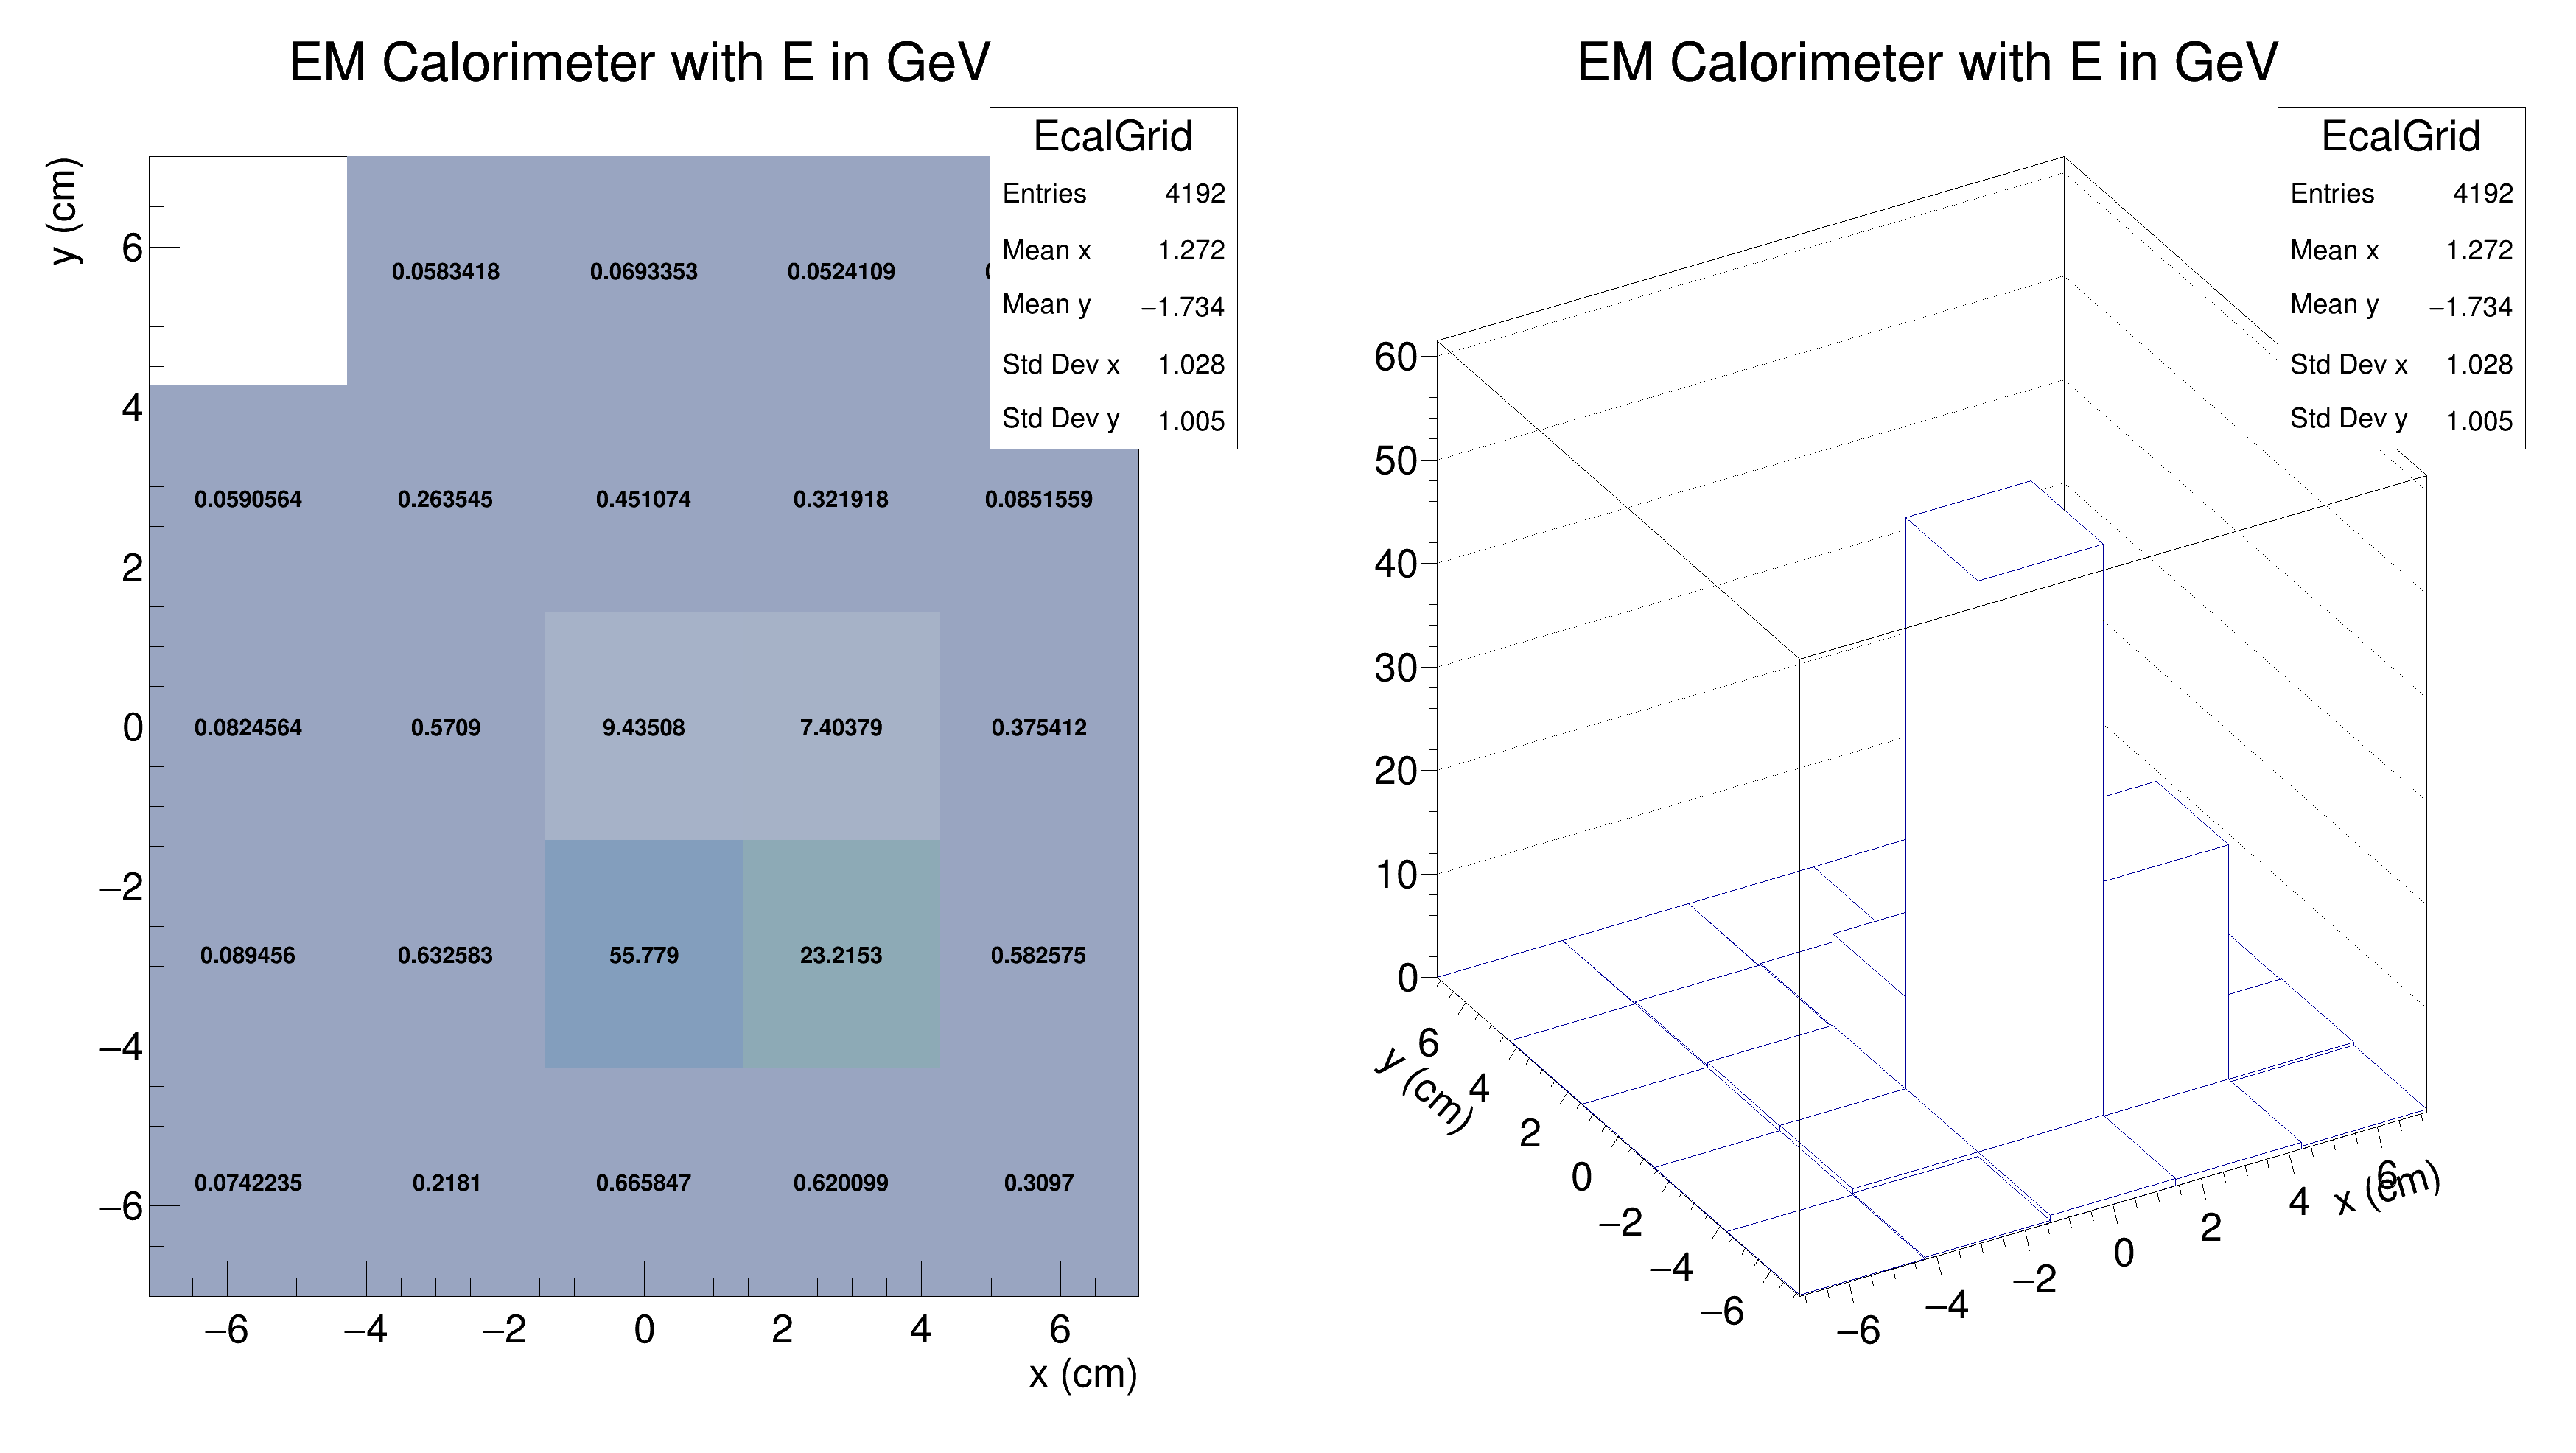 EM Calorimeter with E in GeV
EcalGrid
Entries 4192
Mean x 1.272
Mean y −1.734
Std Dev x 1.028
Std Dev y 1.005
y (cm)
6
4
2
0
−2
−4
−6
0.0583418 0.0693353 0.0524109
0.0590564 0.263545 0.451074 0.321918 0.0851559
0.0824564 0.5709 9.43508 7.40379 0.375412
0.089456 0.632583 55.779 23.2153 0.582575
0.0742235 0.2181 0.665847 0.620099 0.3097
−6 −4 −2 0 2 4 6
x (cm)
EM Calorimeter with E in GeV
EcalGrid
Entries 4192
Mean x 1.272
Mean y −1.734
Std Dev x 1.028
Std Dev y 1.005
60
50
40
30
20
10
0
6
4
2
0
−2
−4
−6
y (cm)
−6
−4
−2
0
2
4
6
x (cm)